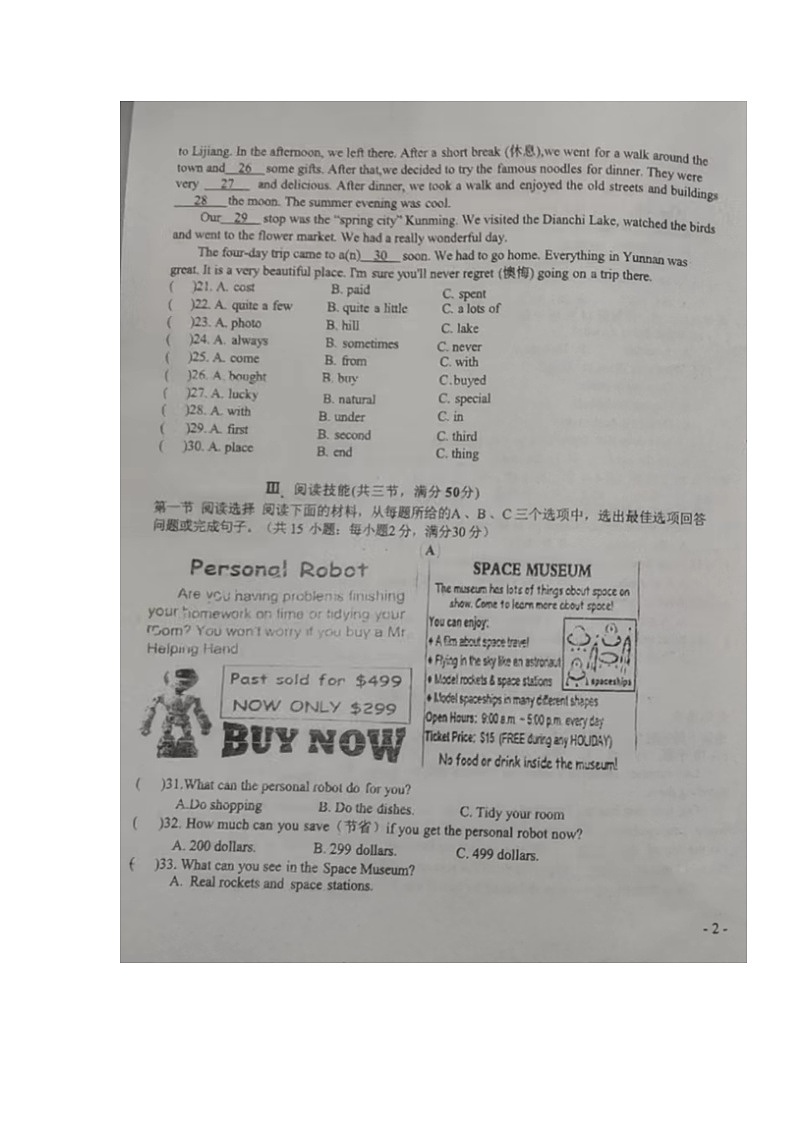 to Lijiang. In the afternoon, we left there. After a short break (休息),we went for a walk around the
town and 26 some gifts. After that,we decided to try the famous noodles for dinner. They were
very 27 and delicious. After dinner, we took a walk and enjoyed the old streets and buildings
28 the moon. The summer evening was cool.
Our 29 stop was the "spring city" Kunming. We visited the Dianchi Lake, watched the birds
and went to the flower market. We had a really wonderful day.
The four-day trip came to a(n) 30 soon. We had to go home. Everything in Yunnan was
great. It is a very beautiful place. I'm sure you'll never regret (懊悔) going on a trip there.
( )21. A. cost B. paid C. spent
( )22. A. quite a few B. quite a little C. a lots of
( )23. A. photo B. hill C. lake
( )24. A. always B. sometimes C. never
( )25. A. come B. from C. with
( )26. A. bought B. buy C.buyed
( )27. A. lucky B. natural C. special
( )28. A. with B. under C. in
( )29. A. first B. second C. third
( )30. A. place B. end C. thing
Ⅲ. 阅读技能(共三节，满分 50分)
第一节 阅读选择 阅读下面的材料，从每题所给的A 、B 、C 三个选项中，选出最佳选项回答
问题或完成句子。（共 15 小题；每小题2 分，满分30 分）
A
Personal Robot
Are you having problems finishing
your homework on time or tidying your
room? You won't worry if you buy a Mr
Helping Hand
Past sold for $499
NOW ONLY $299
BUY NOW
SPACE MUSEUM
The museum has lots of things about space on
show. Come to learn more about space!
You can enjoy:
♦ A film about space travel
♦ Flying in the sky like an astronaut
♦ Model rockets & space stations
♦ Model spaceships in many different shapes
spaceships
Open Hours: 9:00 a.m. - 5:00 p.m. every day
Ticket Price: $15 (FREE during any HOLIDAY)
No food or drink inside the museum!
( )31.What can the personal robot do for you?
A.Do shopping B. Do the dishes. C. Tidy your room
( )32. How much can you save（节省）if you get the personal robot now?
A. 200 dollars. B. 299 dollars. C. 499 dollars.
( )33. What can you see in the Space Museum?
A. Real rockets and space stations.
- 2 -